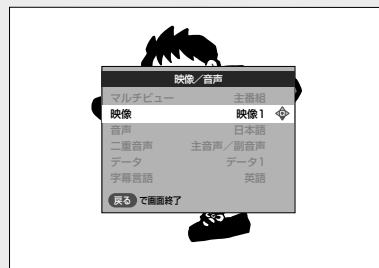 映像／音声
マルチビュー 主番組
映像 映像1
音声 日本語
二重音声 主音声／副音声
データ データ1
字幕言語 英語
戻る で画面終了